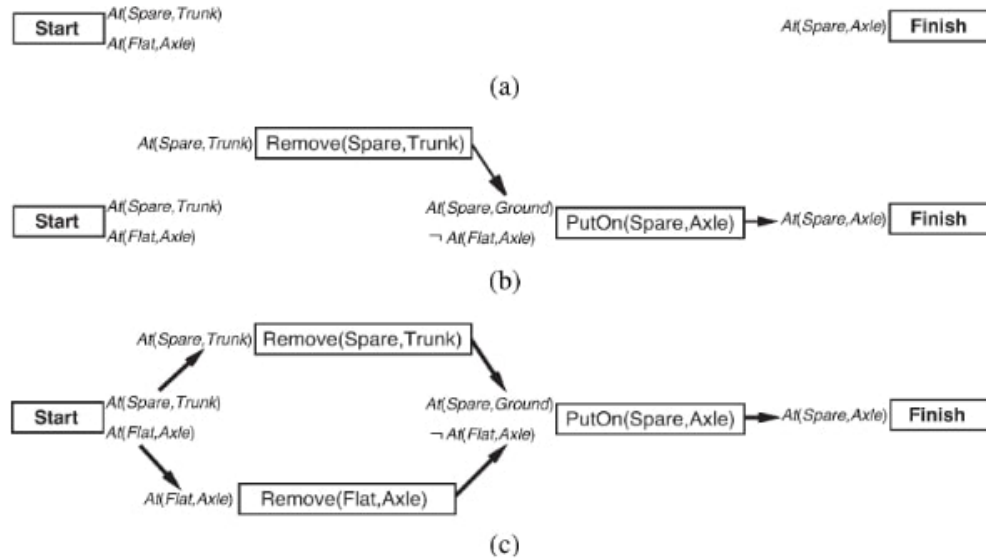 Start At(Spare,Trunk) At(Spare,Axle) Finish
At(Flat,Axle)
(a)
At(Spare,Trunk) Remove(Spare,Trunk)
Start At(Spare,Trunk) At(Spare,Ground) PutOn(Spare,Axle) At(Spare,Axle) Finish
At(Flat,Axle) ¬ At(Flat,Axle)
(b)
At(Spare,Trunk) Remove(Spare,Trunk)
Start At(Spare,Trunk) At(Spare,Ground) PutOn(Spare,Axle) At(Spare,Axle) Finish
At(Flat,Axle) ¬ At(Flat,Axle)
At(Flat,Axle) Remove(Flat,Axle)
(c)